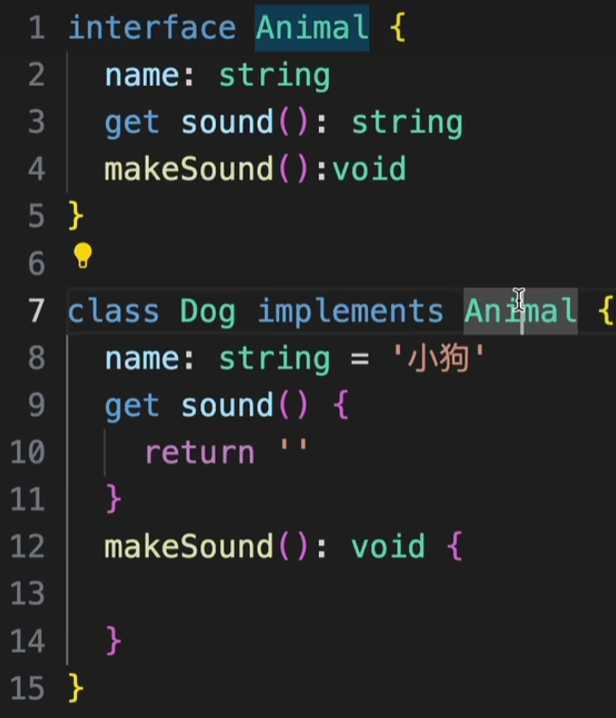 1 interface Animal {
2 name: string
3 get sound(): string
4 makeSound():void
5 }
6
7 class Dog implements Animal {
8 name: string = '小狗'
9 get sound() {
10 return ''
11 }
12 makeSound(): void {
13
14 }
15 }